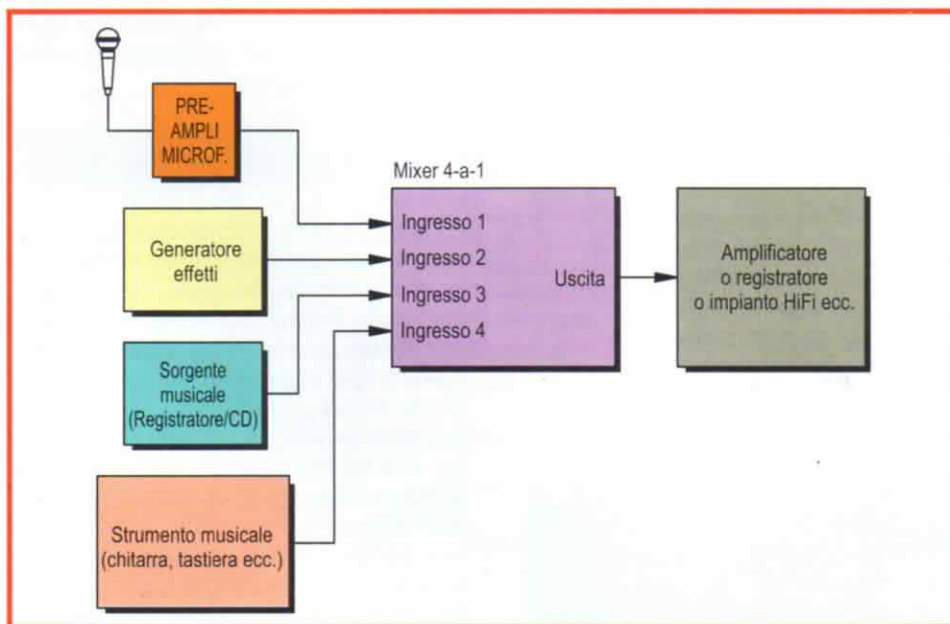 PRE-
AMPLI
MICROF.
Mixer 4-a-1
Generatore
effetti
Ingresso 1
Ingresso 2
Ingresso 3
Ingresso 4
Uscita
Amplificatore
o registratore
o impianto HiFi ecc.
Sorgente
musicale
(Registratore/CD)
Strumento musicale
(chitarra, tastiera ecc.)